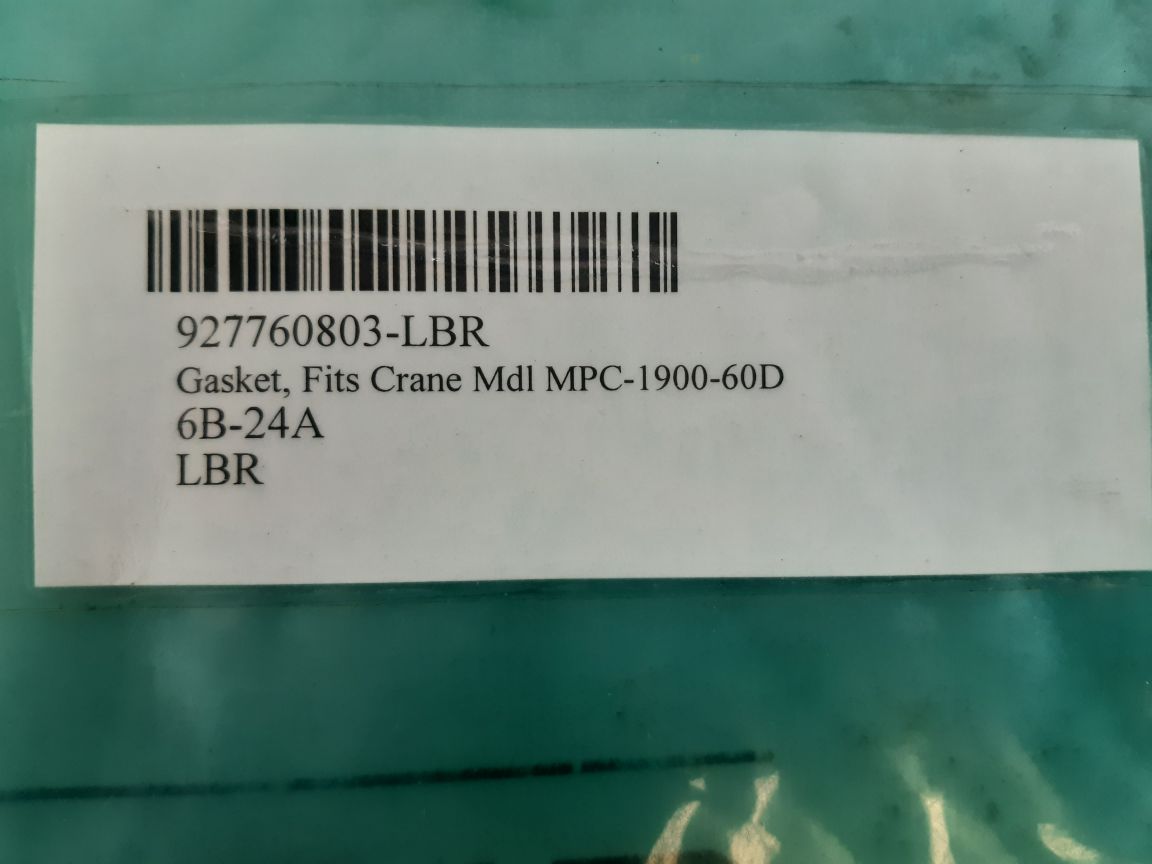 927760803-LBR
Gasket, Fits Crane Mdl MPC-1900-60D
6B-24A
LBR